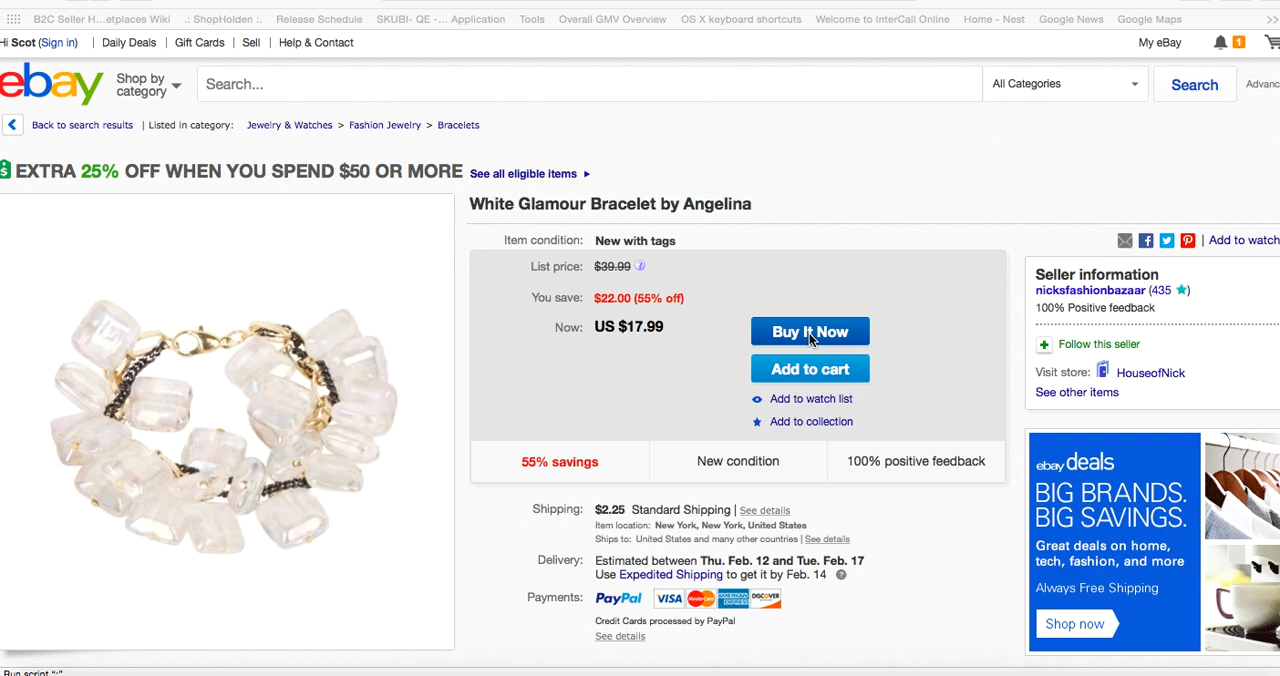 B2C Seller H...etplaces Wiki .: ShopHolden :. Release Schedule SKUBI- QE -... Application Tools Overall GMV Overview OS X keyboard shortcuts Welcome to InterCall Online Home - Nest Google News Google Maps >>
Hi Scot (Sign in) | Daily Deals | Gift Cards | Sell | Help & Contact My eBay 1
ebay Shop by category Search... All Categories Search Advanc
Back to search results | Listed in category: Jewelry & Watches > Fashion Jewelry > Bracelets
$ EXTRA 25% OFF WHEN YOU SPEND $50 OR MORE See all eligible items
White Glamour Bracelet by Angelina
Item condition: New with tags
List price: $39.99
You save: $22.00 (55% off)
Now: US $17.99
Buy It Now
Add to cart
Add to watch list
Add to collection
55% savings New condition 100% positive feedback
Shipping: $2.25 Standard Shipping | See details
Item location: New York, New York, United States
Ships to: United States and many other countries | See details
Delivery: Estimated between Thu. Feb. 12 and Tue. Feb. 17
Use Expedited Shipping to get it by Feb. 14 ?
Payments: PayPal VISA MasterCard AMERICAN EXPRESS DISCOVER
Credit Cards processed by PayPal
See details
| Add to watch
Seller information
nicksfashionbazaar (435 )
100% Positive feedback
Follow this seller
Visit store: HouseofNick
See other items
ebay deals
BIG BRANDS.
BIG SAVINGS.
Great deals on home,
tech, fashion, and more
Always Free Shipping
Shop now
Run script ":"